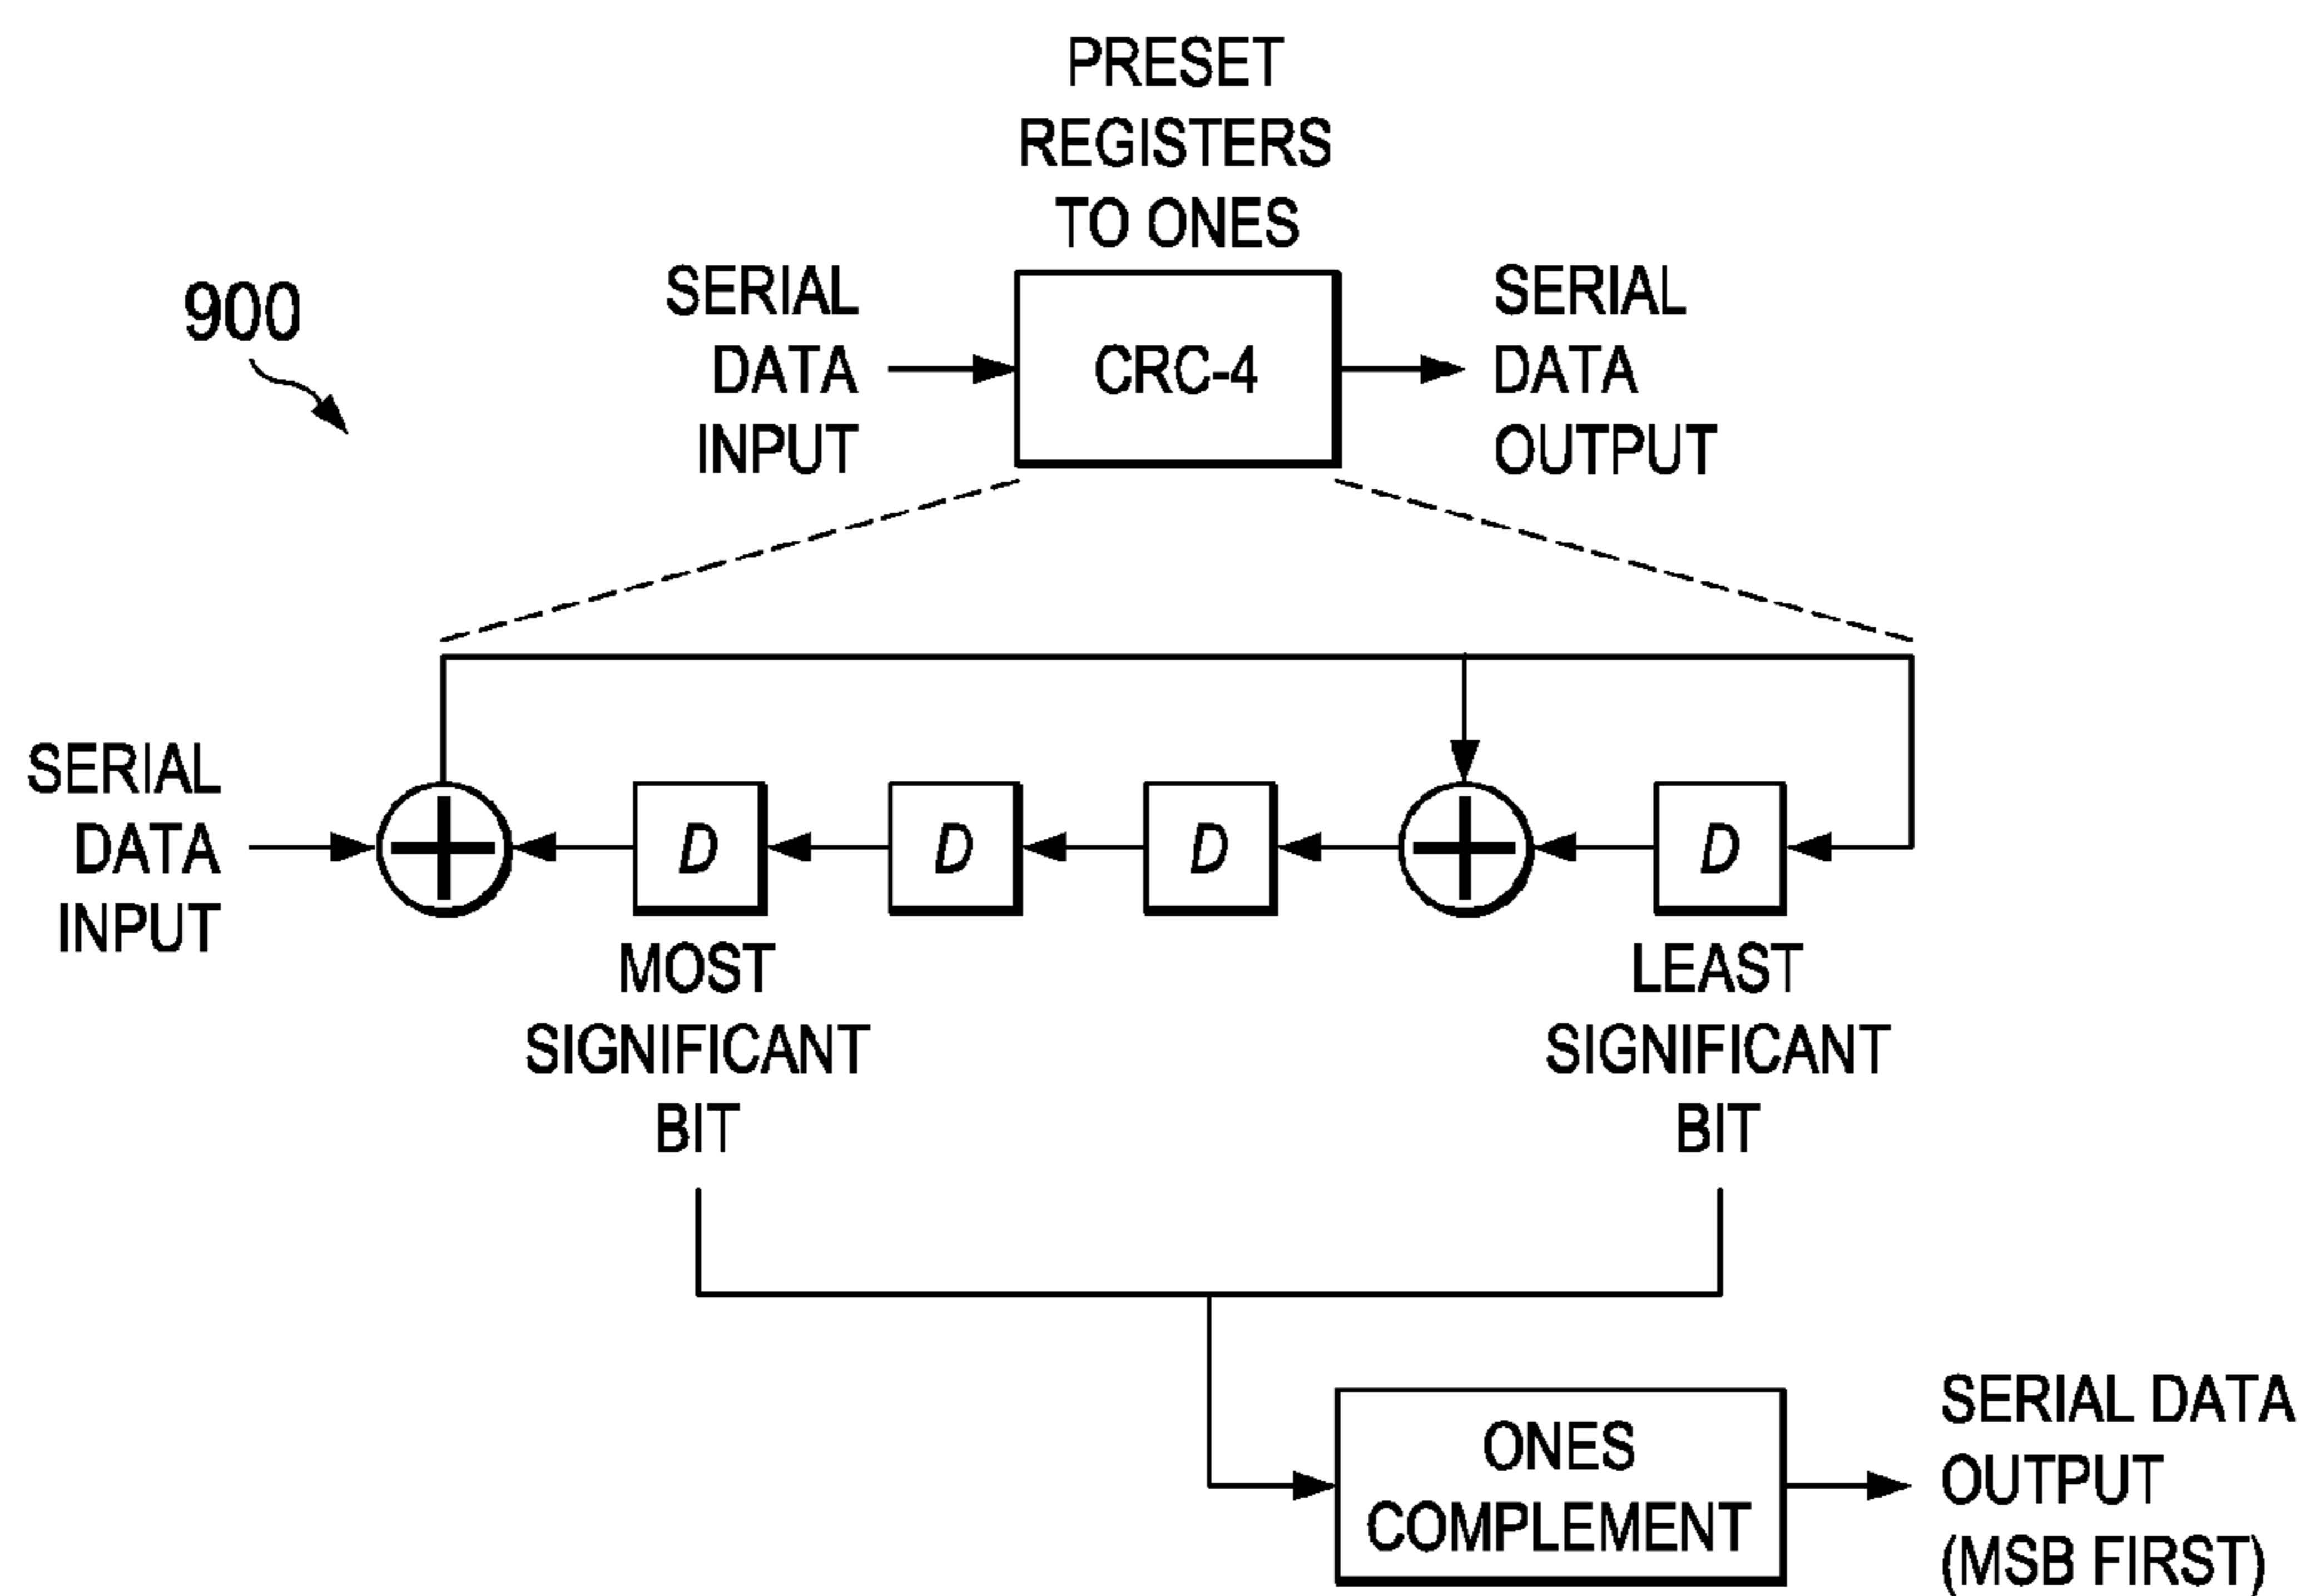 PRESET
REGISTERS
TO ONES
900
SERIAL
DATA
INPUT
CRC-4
SERIAL
DATA
OUTPUT
SERIAL
DATA
INPUT
D
D
D
D
MOST
SIGNIFICANT
BIT
LEAST
SIGNIFICANT
BIT
ONES
COMPLEMENT
SERIAL DATA
OUTPUT
(MSB FIRST)